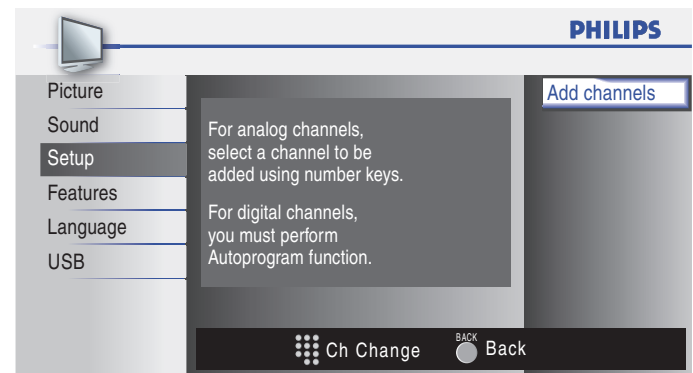 PHILIPS
Picture
Sound
Setup
Features
Language
USB
For analog channels,
select a channel to be
added using number keys.
For digital channels,
you must perform
Autoprogram function.
Add channels
Ch Change
BACK
Back